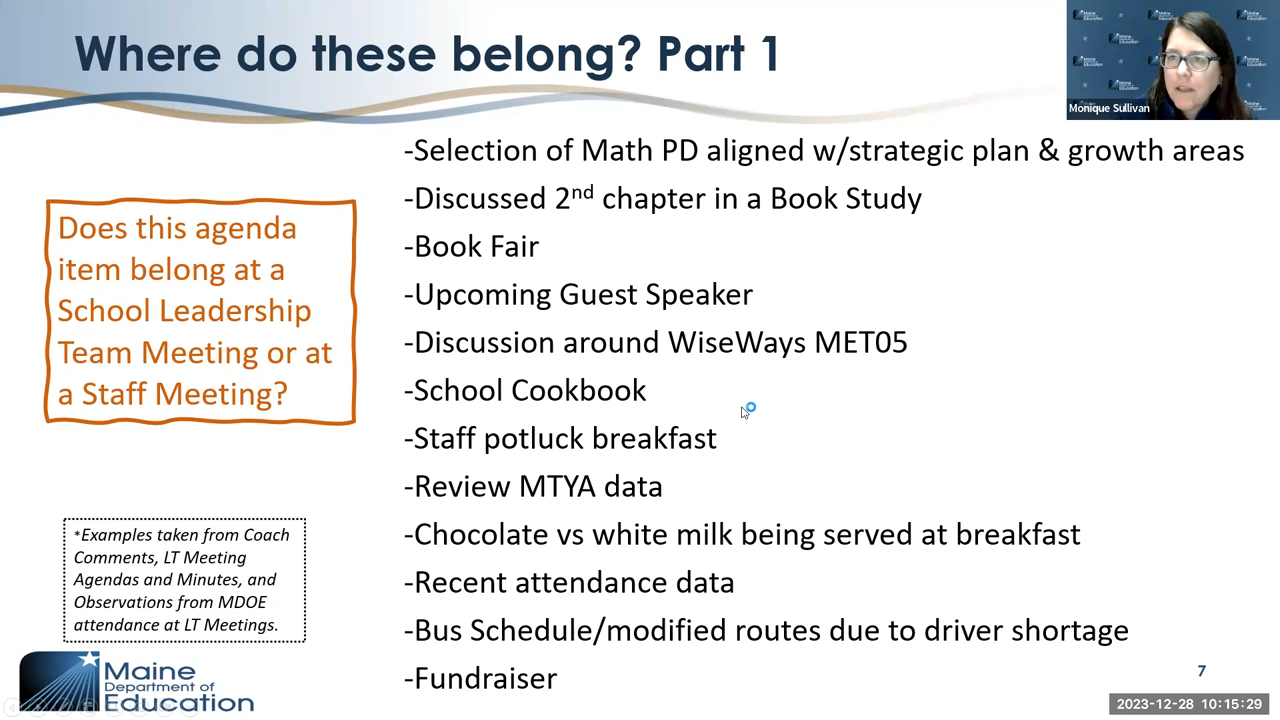 Where do these belong? Part 1
Maine
Department of
Education
Monique Sullivan
-Selection of Math PD aligned w/strategic plan & growth areas
-Discussed 2nd chapter in a Book Study
-Book Fair
-Upcoming Guest Speaker
-Discussion around WiseWays MET05
-School Cookbook
-Staff potluck breakfast
-Review MTYA data
-Chocolate vs white milk being served at breakfast
-Recent attendance data
-Bus Schedule/modified routes due to driver shortage
-Fundraiser
Does this agenda
item belong at a
School Leadership
Team Meeting or at
a Staff Meeting?
*Examples taken from Coach
Comments, LT Meeting
Agendas and Minutes, and
Observations from MDOE
attendance at LT Meetings.
Maine
Department of
Education
7
2023-12-28 10:15:29